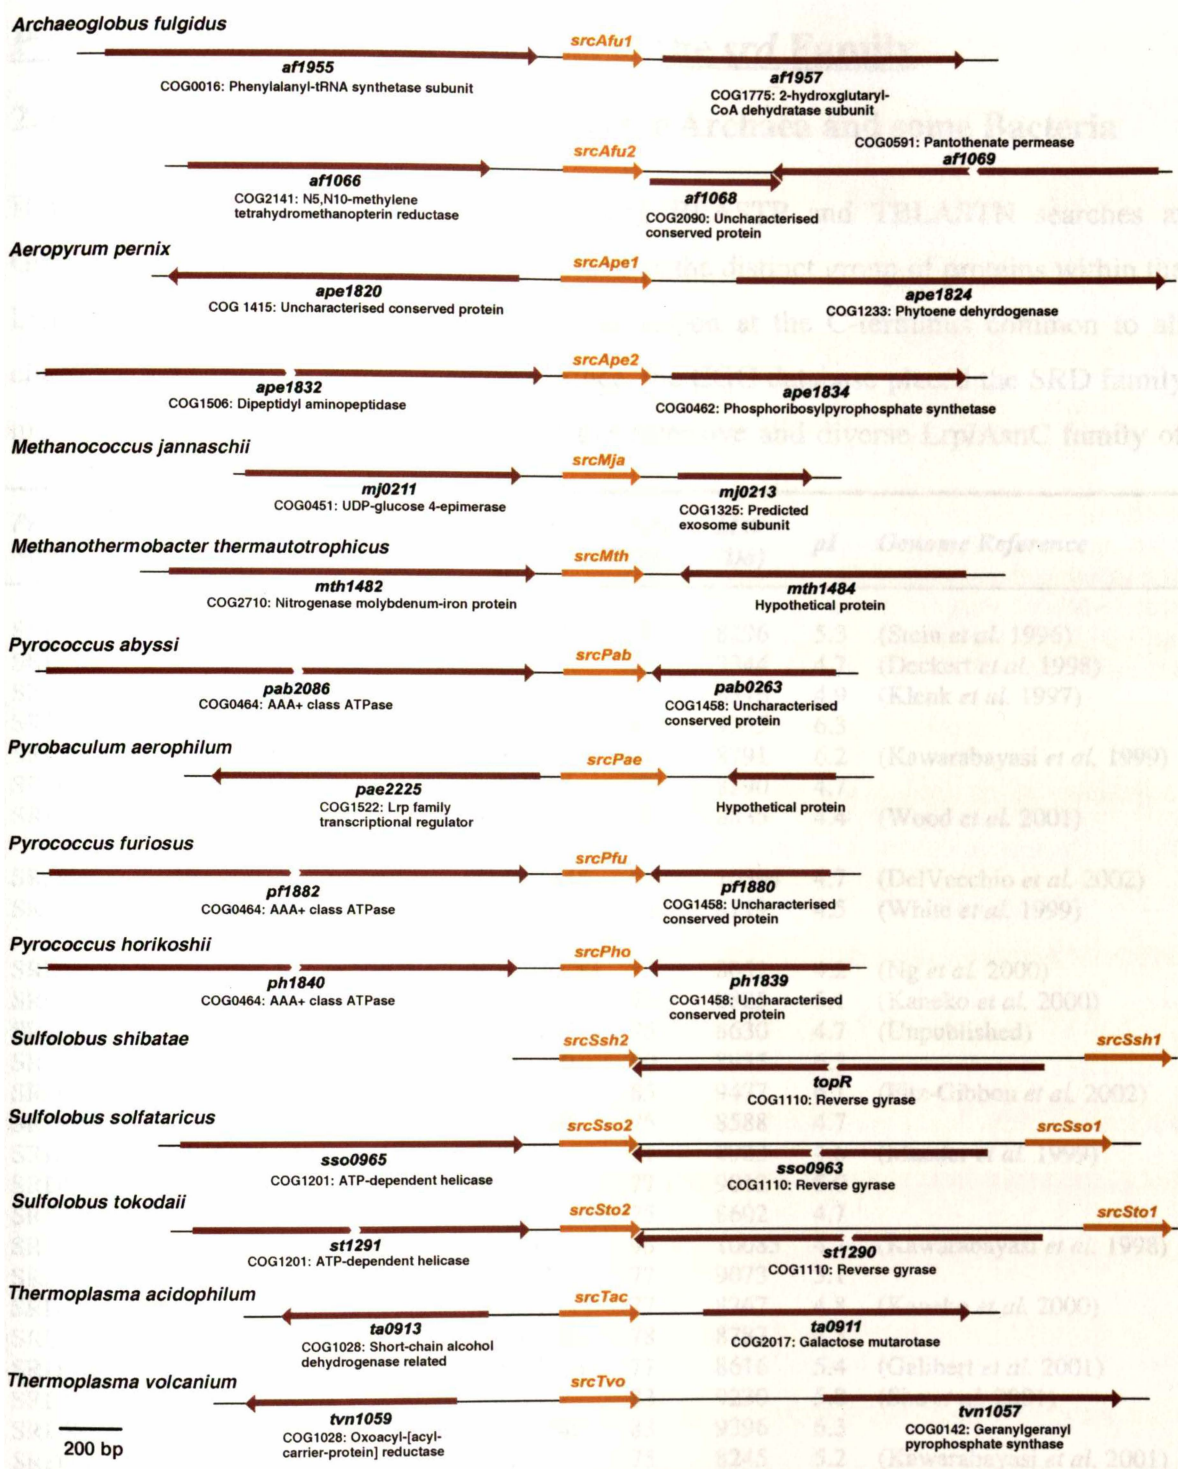 Archaeoglobus fulgidus
srcAfu1
af1955
COG0016: Phenylalanyl-tRNA synthetase subunit
af1957
COG1775: 2-hydroxglutaryl-
CoA dehydratase subunit
srcAfu2
COG0591: Pantothenate permease
af1069
af1066
COG2141: N5,N10-methylene
tetrahydromethanopterin reductase
af1068
COG2090: Uncharacterised
conserved protein
Aeropyrum pernix
srcApe1
ape1820
COG 1415: Uncharacterised conserved protein
ape1824
COG1233: Phytoene dehyrdogenase
srcApe2
ape1832
COG1506: Dipeptidyl aminopeptidase
ape1834
COG0462: Phosphoribosylpyrophosphate synthetase
Methanococcus jannaschii
srcMja
mj0211
COG0451: UDP-glucose 4-epimerase
mj0213
COG1325: Predicted
exosome subunit
Methanothermobacter thermautotrophicus
srcMth
mth1482
COG2710: Nitrogenase molybdenum-iron protein
mth1484
Hypothetical protein
Pyrococcus abyssi
srcPab
pab2086
COG0464: AAA+ class ATPase
pab0263
COG1458: Uncharacterised
conserved protein
Pyrobaculum aerophilum
srcPae
pae2225
COG1522: Lrp family
transcriptional regulator
Hypothetical protein
Pyrococcus furiosus
srcPfu
pf1882
COG0464: AAA+ class ATPase
pf1880
COG1458: Uncharacterised
conserved protein
Pyrococcus horikoshii
srcPho
ph1840
COG0464: AAA+ class ATPase
ph1839
COG1458: Uncharacterised
conserved protein
Sulfolobus shibatae
srcSsh2
srcSsh1
topR
COG1110: Reverse gyrase
Sulfolobus solfataricus
srcSso2
srcSso1
sso0965
COG1201: ATP-dependent helicase
sso0963
COG1110: Reverse gyrase
Sulfolobus tokodaii
srcSto2
srcSto1
st1291
COG1201: ATP-dependent helicase
st1290
COG1110: Reverse gyrase
Thermoplasma acidophilum
srcTac
ta0913
COG1028: Short-chain alcohol
dehydrogenase related
ta0911
COG2017: Galactose mutarotase
Thermoplasma volcanium
srcTvo
tvn1059
COG1028: Oxoacyl-[acyl-
carrier-protein] reductase
tvn1057
COG0142: Geranylgeranyl
pyrophosphate synthase
200 bp